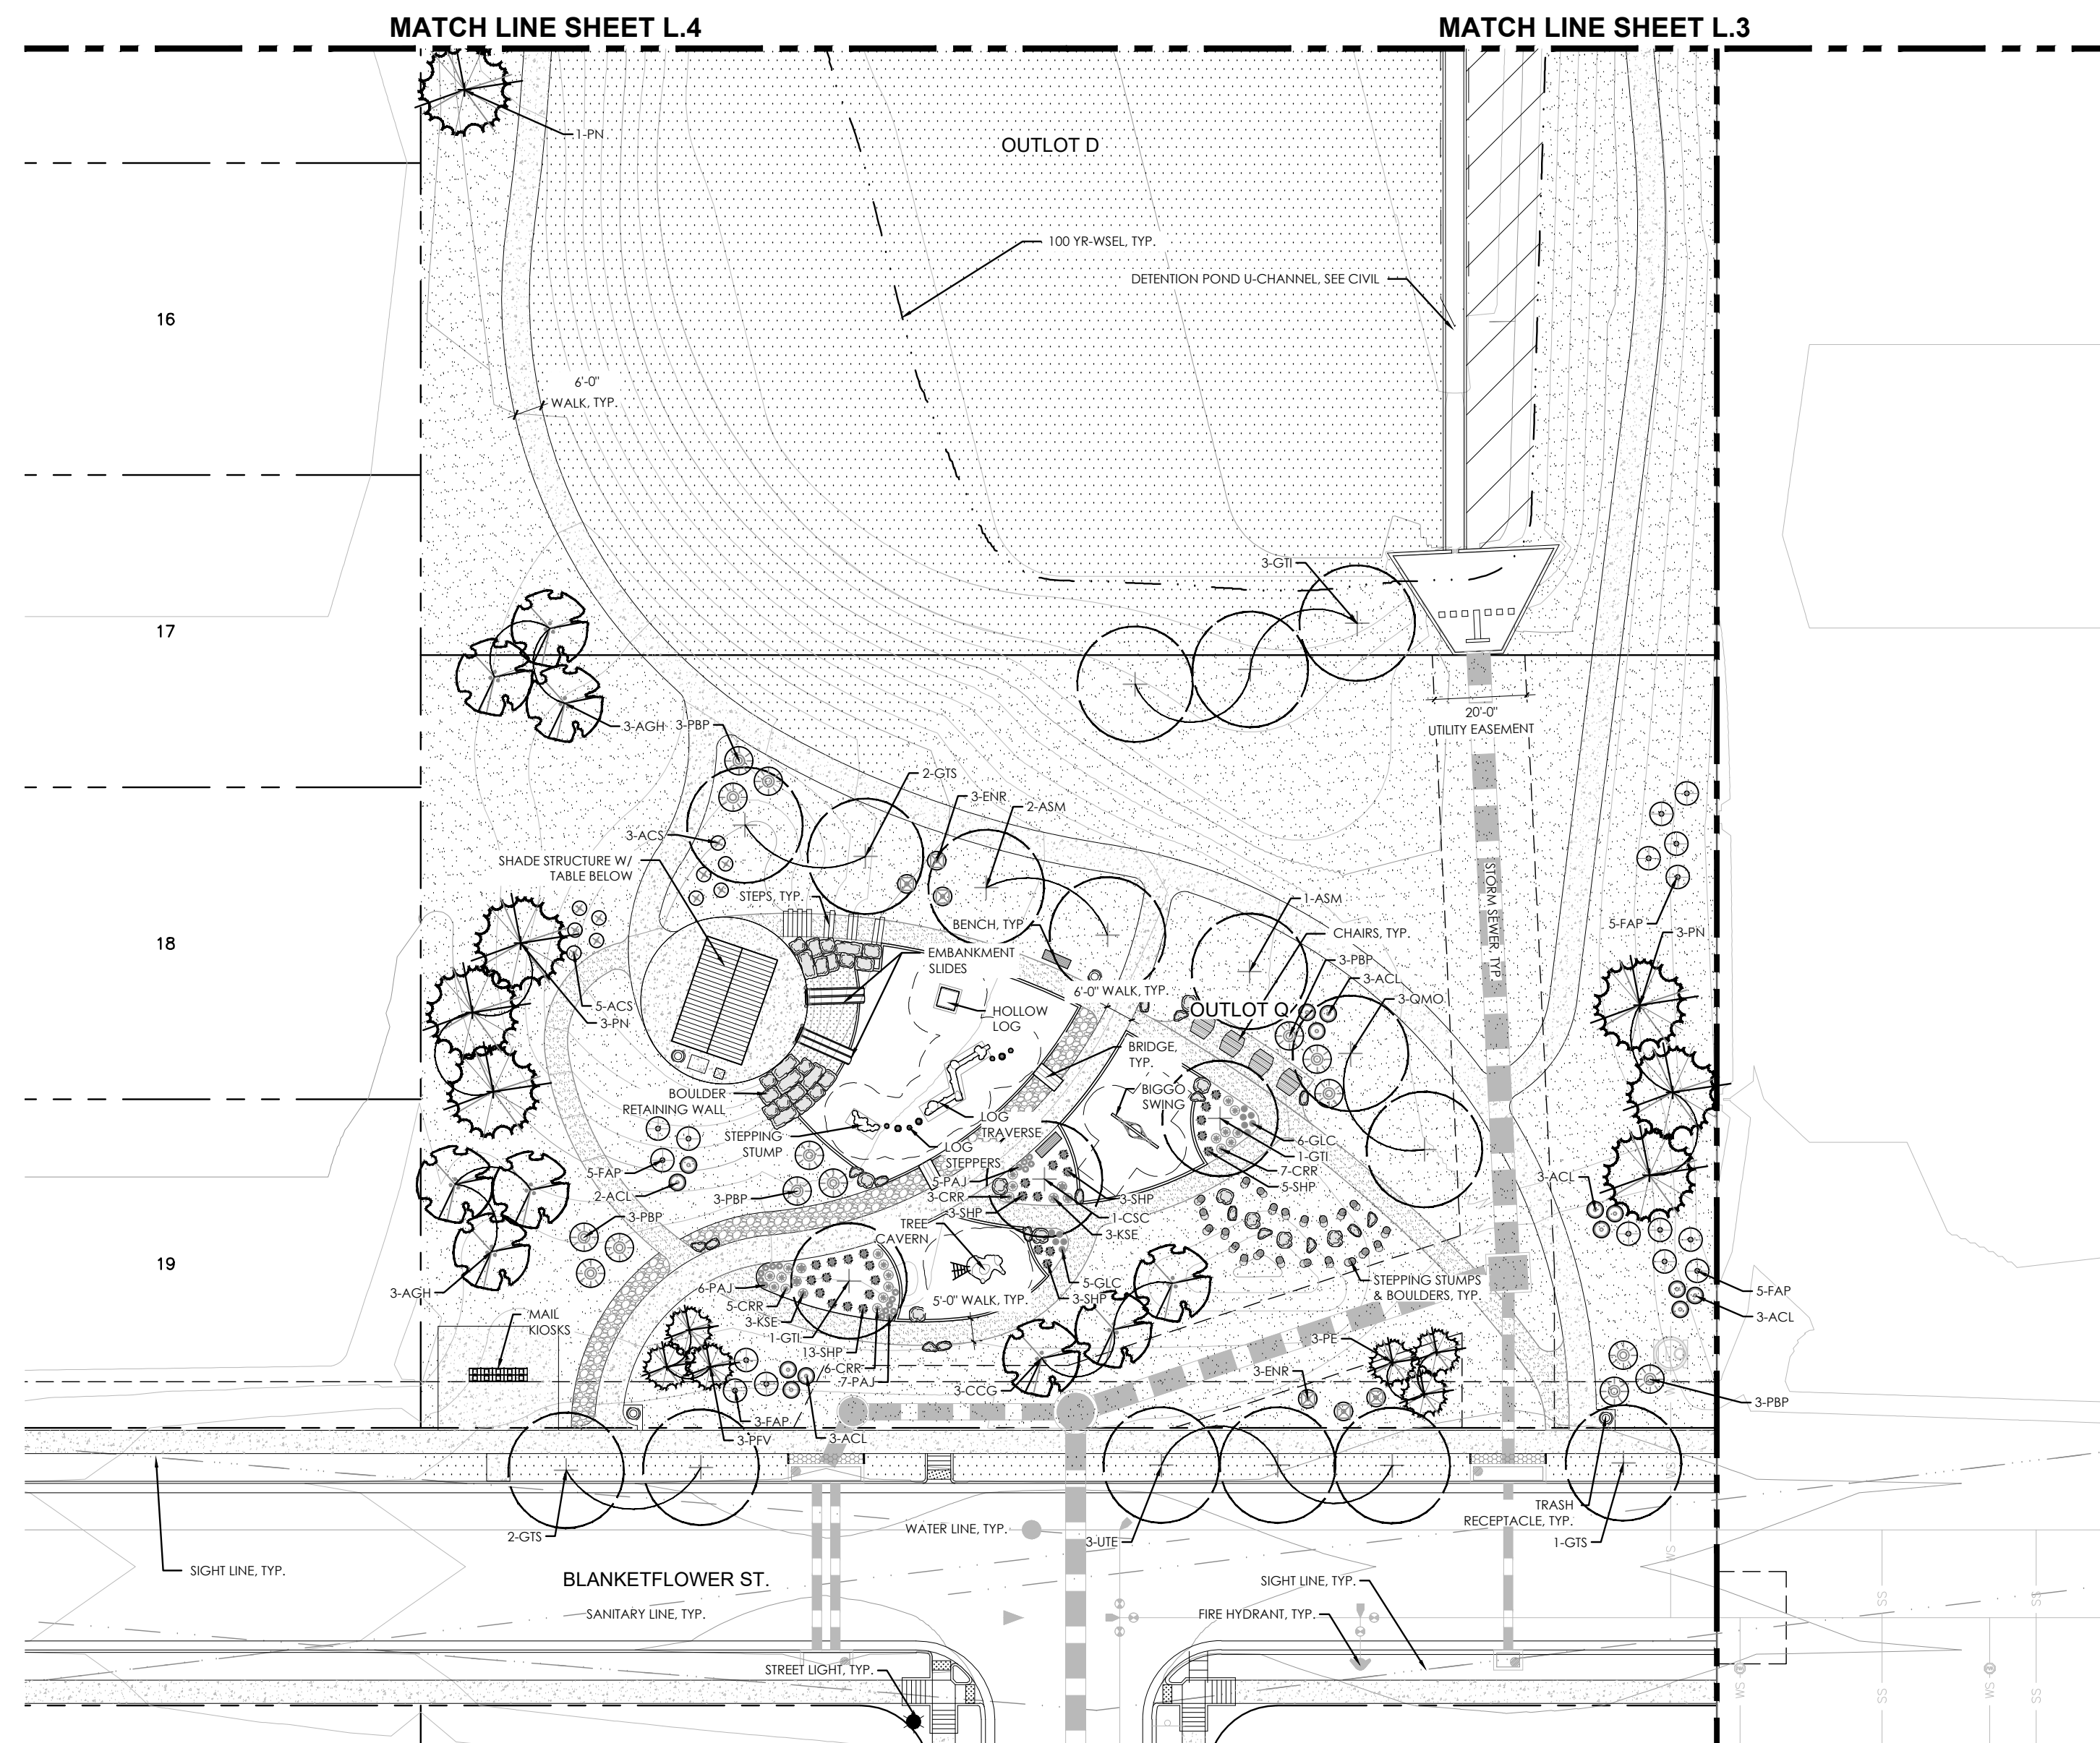 MATCH LINE SHEET L.4
MATCH LINE SHEET L.3
1-PN
OUTLOT D
100 YR-WSEL, TYP.
DETENTION POND U-CHANNEL, SEE CIVIL
16
6'-0"
WALK, TYP.
3-GTI
17
20'-0"
UTILITY EASEMENT
3-AGH
3-PBP
2-GTS
3-ENR
2-ASM
3-ACS
SHADE STRUCTURE W/
TABLE BELOW
STEPS, TYP.
BENCH, TYP.
1-ASM
CHAIRS, TYP.
STORM SEWER, TYP.
5-FAP
3-PN
18
EMBANKMENT
SLIDES
3-PBP
3-ACL
3-QMO
6'-0" WALK, TYP.
OUTLOT Q
5-ACS
3-PN
HOLLOW
LOG
BRIDGE,
TYP.
BIGGO
SWING
BOULDER
RETAINING WALL
LOG
TRAVERSE
STEPPING
STUMP
LOG
STEPPERS
6-GLC
1-GTI
7-CRR
5-SHP
5-FAP
2-ACL
3-PBP
5-PAJ
3-CRR
3-SHP
3-SHP
1-CSC
3-KSE
3-ACL
3-PBP
TREE
CAVERN
19
3-AGH
6-PAJ
5-CRR
3-KSE
1-GTI
13-SHP
6-CRR
7-PAJ
5-GLC
3-SHP
5'-0" WALK, TYP.
STEPPING STUMPS
& BOULDERS, TYP.
5-FAP
3-ACL
MAIL
KIOSKS
3-PE
3-ENR
3-CCG
3-PBP
3-FAP
3-PFV
3-ACL
2-GTS
WATER LINE, TYP.
3-UTE
TRASH
RECEPTACLE, TYP.
1-GTS
SIGHT LINE, TYP.
BLANKETFLOWER ST.
SIGHT LINE, TYP.
SANITARY LINE, TYP.
FIRE HYDRANT, TYP.
STREET LIGHT, TYP.
WS
SS
SS
WS
SS
WS
SS